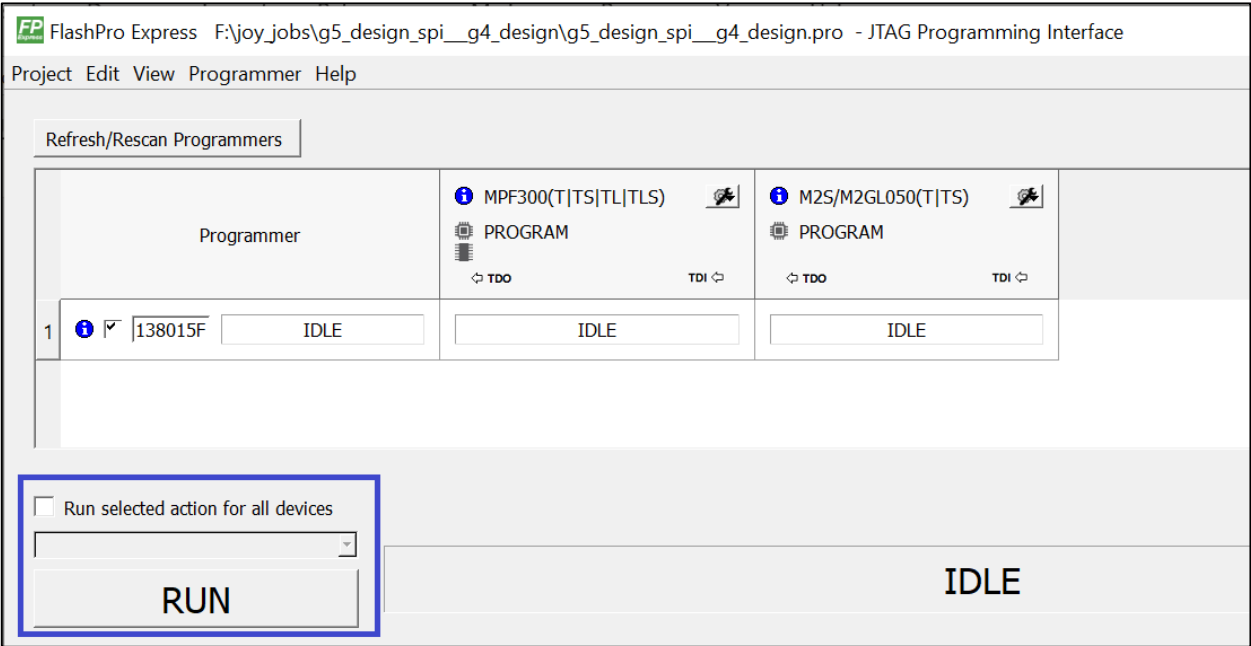 FP Express FlashPro Express F:\joy_jobs\g5_design_spi__g4_design\g5_design_spi__g4_design.pro - JTAG Programming Interface
Project Edit View Programmer Help
Refresh/Rescan Programmers
Programmer
i MPF300(T|TS|TL|TLS)
PROGRAM
TDO TDI
i M2S/M2GL050(T|TS)
PROGRAM
TDO TDI
1 i 138015F IDLE IDLE IDLE
Run selected action for all devices
RUN
IDLE